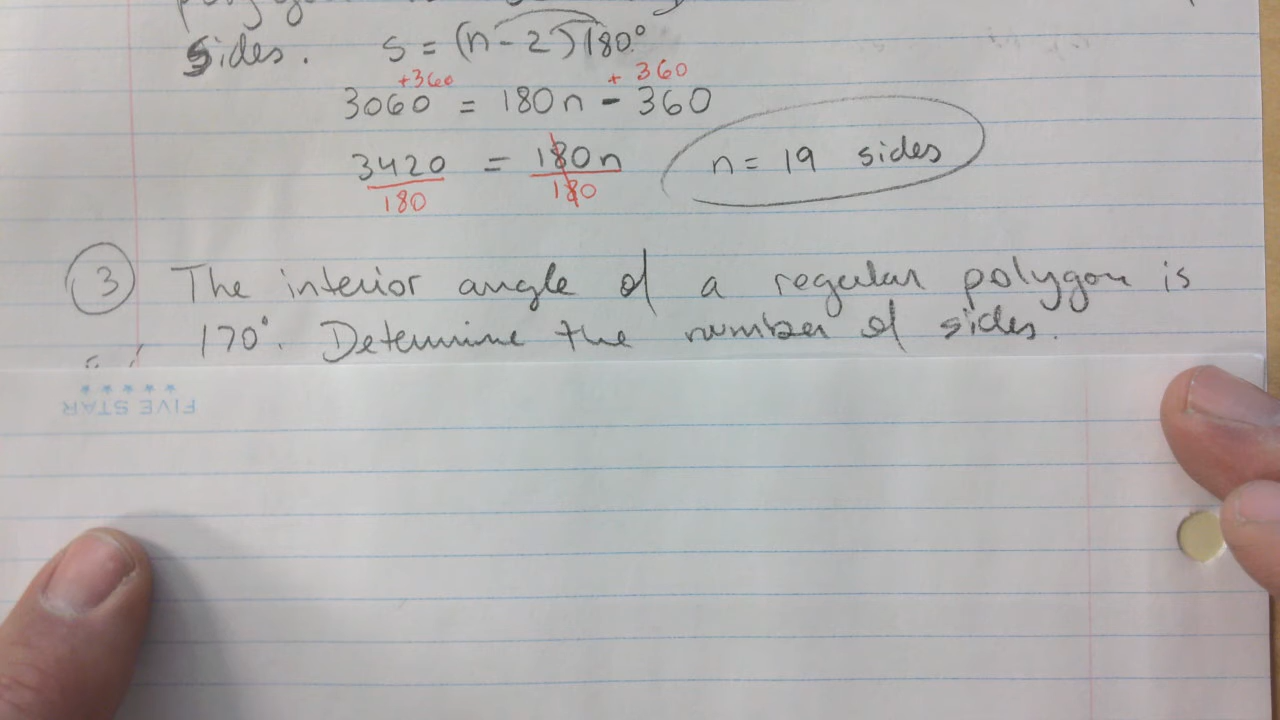 sides. S = (n - 2)180°
+360 + 360
3060 = 180n - 360
3420 = 180n n = 19 sides
180 180
3 The interior angle of a regular polygon is
170°. Determine the number of sides.
FIVE STAR